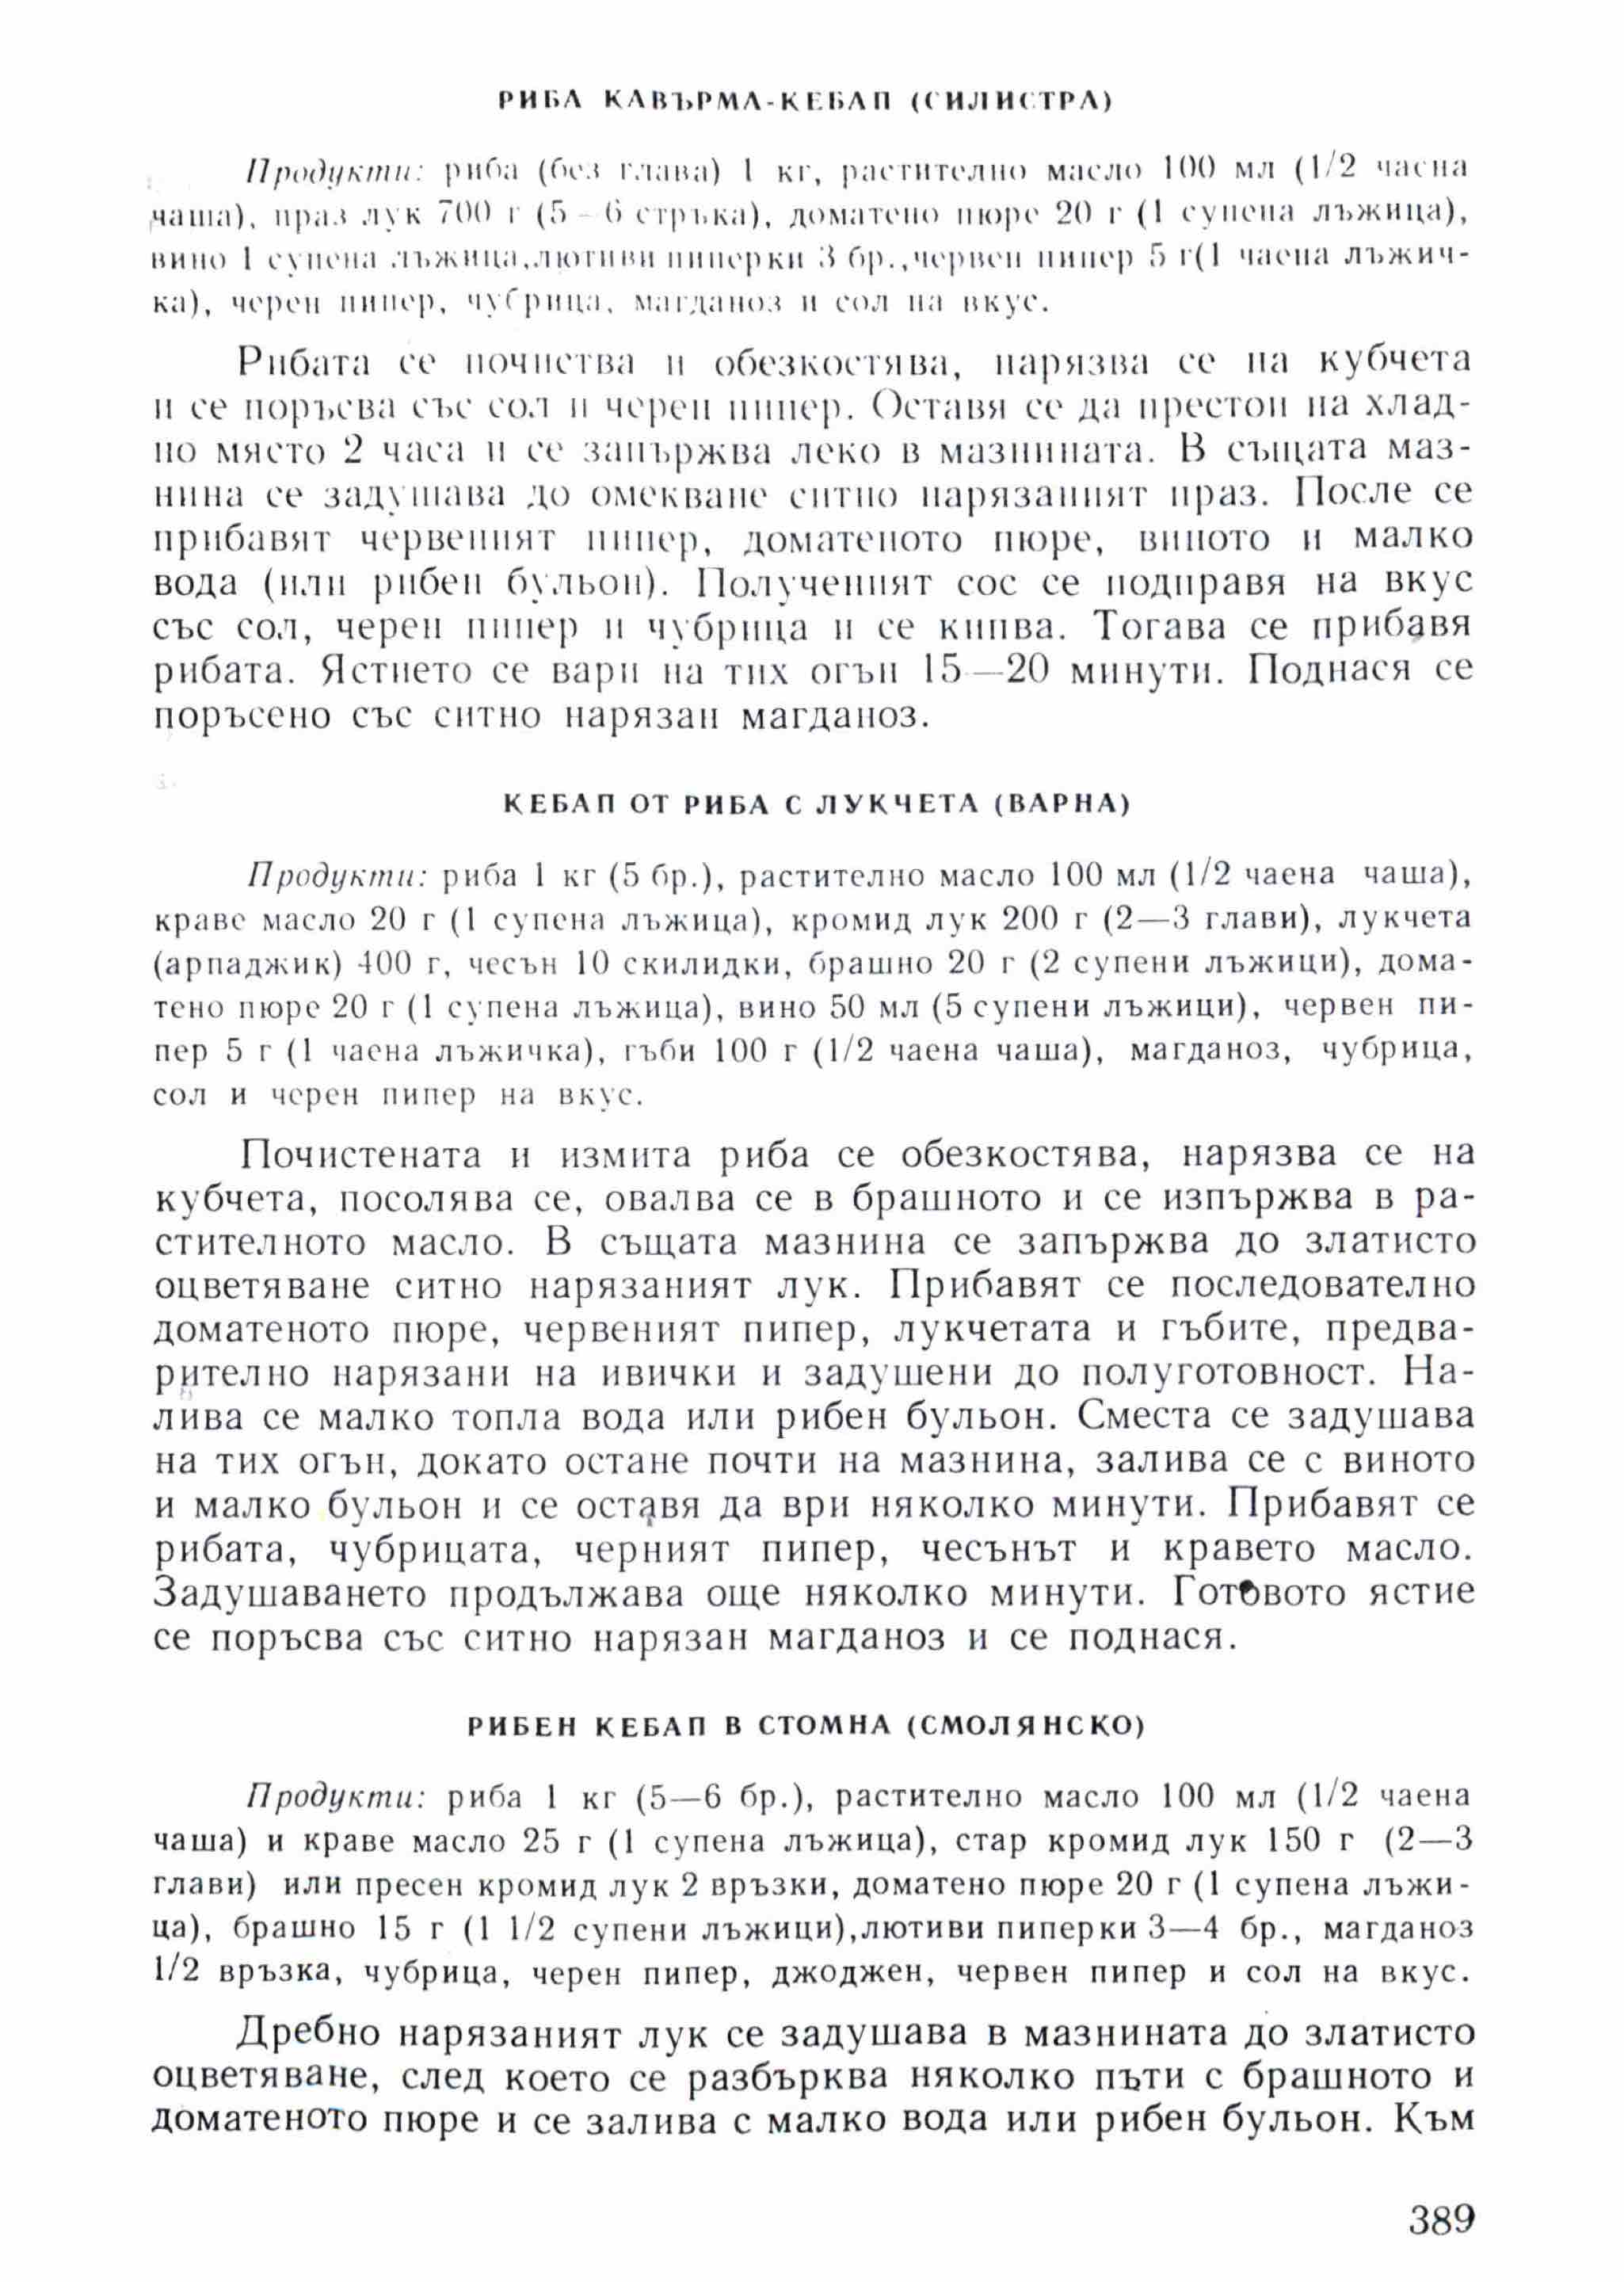 РИБА КАВЪРМА-КЕБАП (СИЛИСТРА)
Продукти: риба (без глава) 1 кг, растително масло 100 мл (1/2 чаена
чаша), праз лук 700 г (5—6 стръка), доматено пюре 20 г (1 супена лъжица),
вино 1 супена лъжица,лютиви пиперки 3 бр.,червен пипер 5 г(1 чаена лъжич-
ка), черен пипер, чубрица, магданоз и сол на вкус.
Рибата се почиства и обезкостява, нарязва се на кубчета
и се поръсва със сол и черен пипер. Оставя се да престои на хлад-
но място 2 часа и се запържва леко в мазнината. В същата маз-
нина се задушава до омекване ситно нарязаният праз. После се
прибавят червеният пипер, доматеното пюре, виното и малко
вода (или рибен бульон). Полученият сос се подправя на вкус
със сол, черен пипер и чубрица и се кипва. Тогава се прибавя
рибата. Ястието се вари на тих огън 15—20 минути. Поднася се
поръсено със ситно нарязан магданоз.
КЕБАП ОТ РИБА С ЛУКЧЕТА (ВАРНА)
Продукти: риба 1 кг (5 бр.), растително масло 100 мл (1/2 чаена чаша),
краве масло 20 г (1 супена лъжица), кромид лук 200 г (2—3 глави), лукчета
(арпаджик) 400 г, чесън 10 скилидки, брашно 20 г (2 супени лъжици), дома-
тено пюре 20 г (1 супена лъжица), вино 50 мл (5 супени лъжици), червен пи-
пер 5 г (1 чаена лъжичка), гъби 100 г (1/2 чаена чаша), магданоз, чубрица,
сол и черен пипер на вкус.
Почистената и измита риба се обезкостява, нарязва се на
кубчета, посолява се, овалва се в брашното и се изпържва в ра-
стителното масло. В същата мазнина се запържва до златисто
оцветяване ситно нарязаният лук. Прибавят се последователно
доматеното пюре, червеният пипер, лукчетата и гъбите, предва-
рително нарязани на ивички и задушени до полуготовност. На-
лива се малко топла вода или рибен бульон. Сместа се задушава
на тих огън, докато остане почти на мазнина, залива се с виното
и малко бульон и се оставя да ври няколко минути. Прибавят се
рибата, чубрицата, черният пипер, чесънът и кравето масло.
Задушаването продължава още няколко минути. Готовото ястие
се поръсва със ситно нарязан магданоз и се поднася.
РИБЕН КЕБАП В СТОМНА (СМОЛЯНСКО)
Продукти: риба 1 кг (5—6 бр.), растително масло 100 мл (1/2 чаена
чаша) и краве масло 25 г (1 супена лъжица), стар кромид лук 150 г (2—3
глави) или пресен кромид лук 2 връзки, доматено пюре 20 г (1 супена лъжи-
ца), брашно 15 г (1 1/2 супени лъжици),лютиви пиперки 3—4 бр., магданоз
1/2 връзка, чубрица, черен пипер, джоджен, червен пипер и сол на вкус.
Дребно нарязаният лук се задушава в мазнината до златисто
оцветяване, след което се разбърква няколко пъти с брашното и
доматеното пюре и се залива с малко вода или рибен бульон. Към
389